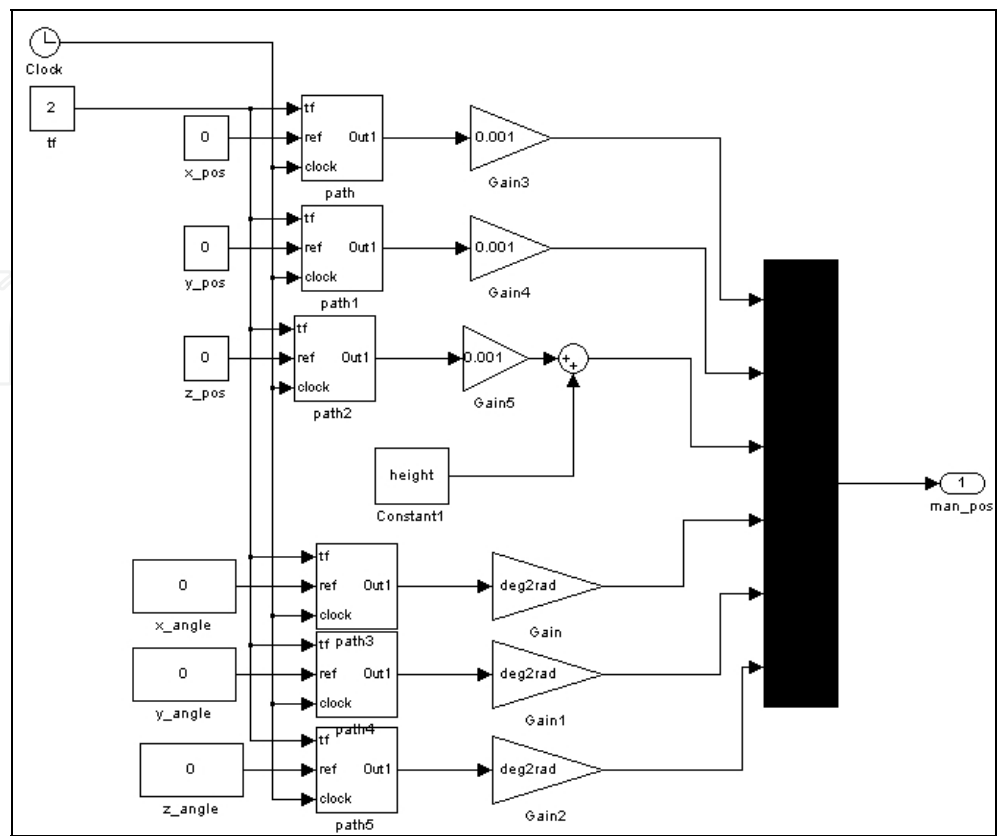 Clock
2
tf
0
x_pos
tf
ref
clock
Out1
path
0.001
Gain3
0
y_pos
tf
ref
clock
Out1
path1
0.001
Gain4
0
z_pos
tf
ref
clock
Out1
path2
0.001
Gain5
+
+
height
Constant1
1
man_pos
0
x_angle
tf
ref
clock
Out1
path3
deg2rad
Gain
0
y_angle
tf
ref
clock
Out1
path4
deg2rad
Gain1
0
z_angle
tf
ref
clock
Out1
path5
deg2rad
Gain2